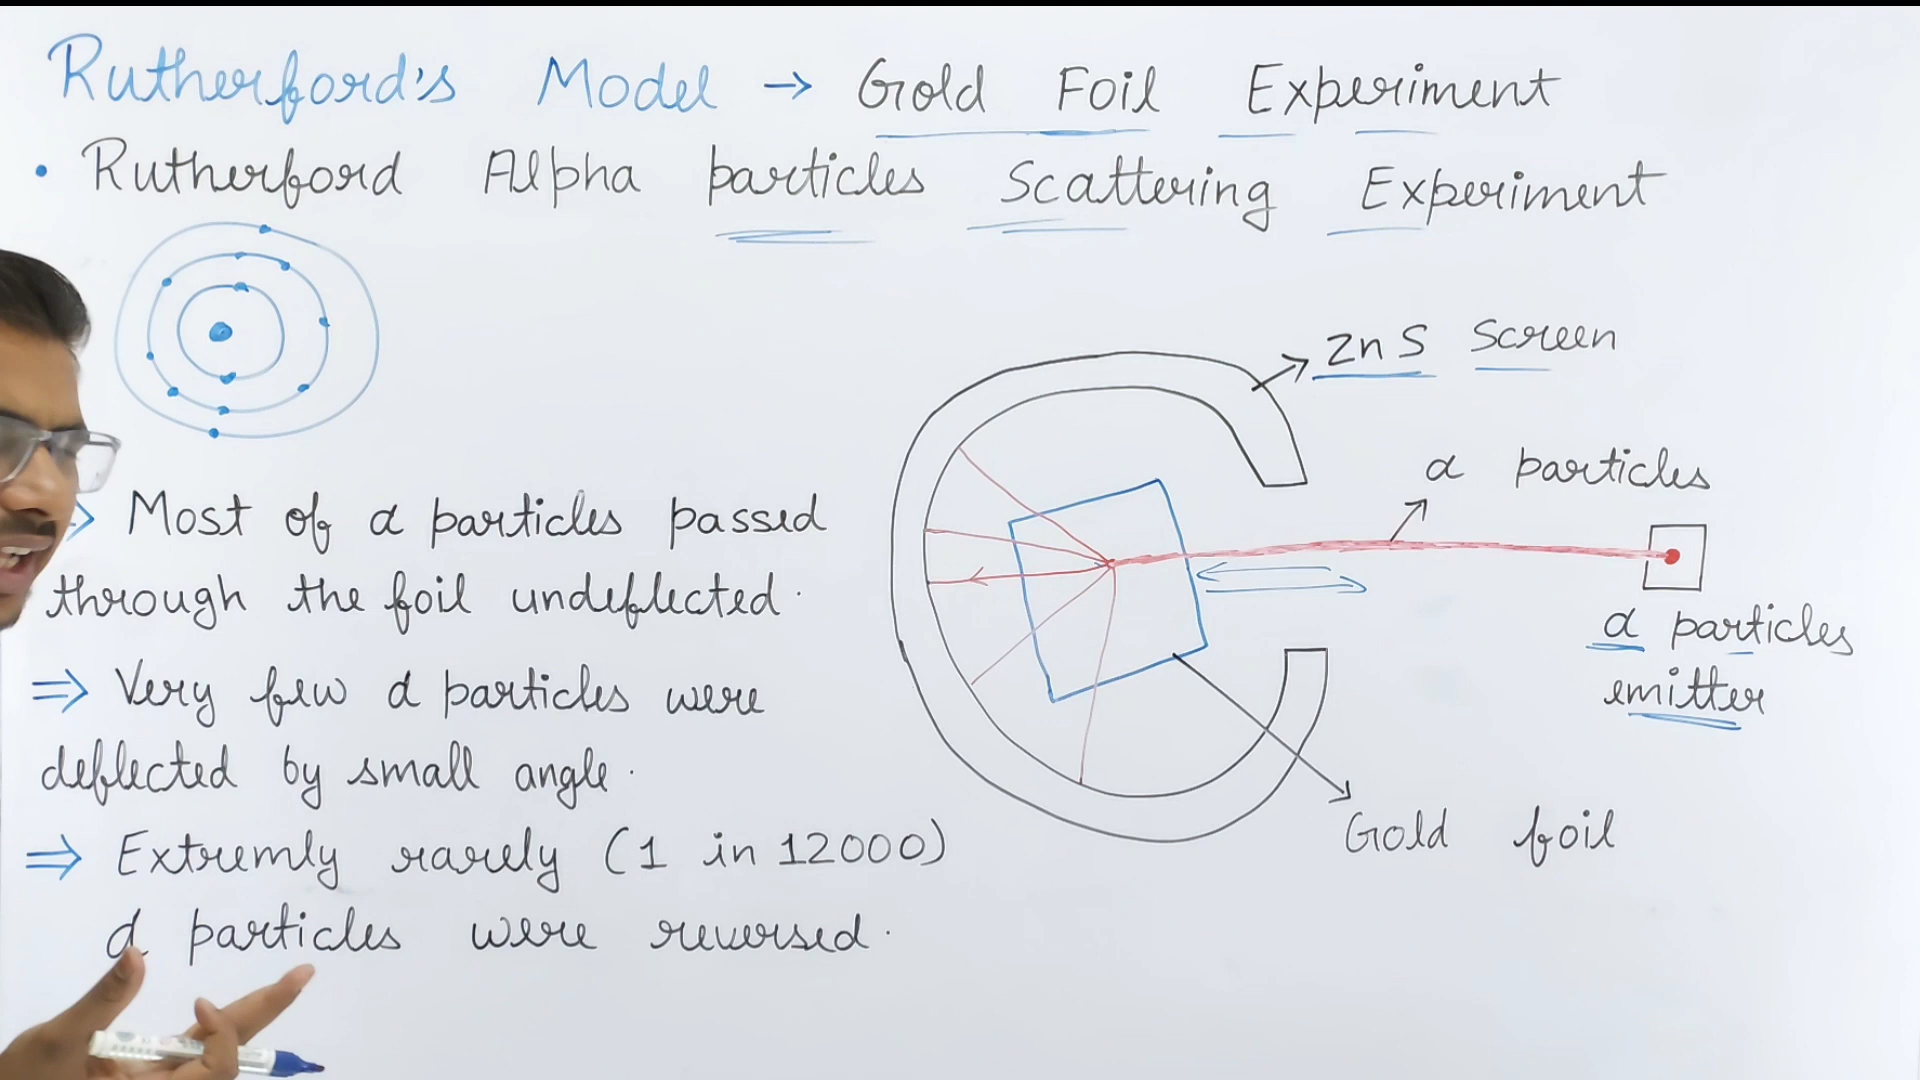 Rutherford's Model → Gold Foil Experiment
• Rutherford Alpha particles Scattering Experiment
ZnS Screen
α particles
α particles
emitter
Gold foil
⇒ Most of α particles passed
through the foil undeflected.
⇒ Very few α particles were
deflected by small angle.
⇒ Extremly rarely (1 in 12000)
α particles were reversed.